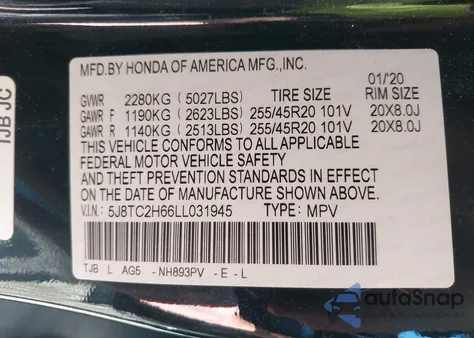 MFD.BY HONDA OF AMERICA MFG.,INC.
01/20
GVWR 2280KG (5027LBS) TIRE SIZE RIM SIZE
GAWR F 1190KG (2623LBS) 255/45R20 101V 20X8.0J
GAWR R 1140KG (2513LBS) 255/45R20 101V 20X8.0J
THIS VEHICLE CONFORMS TO ALL APPLICABLE
FEDERAL MOTOR VEHICLE SAFETY
AND THEFT PREVENTION STANDARDS IN EFFECT
ON THE DATE OF MANUFACTURE SHOWN ABOVE.
V.I.N: 5J8TC2H66LL031945 TYPE: MPV
TJB L AG5 -NH893PV -E-L
TJB JC
autoSnap